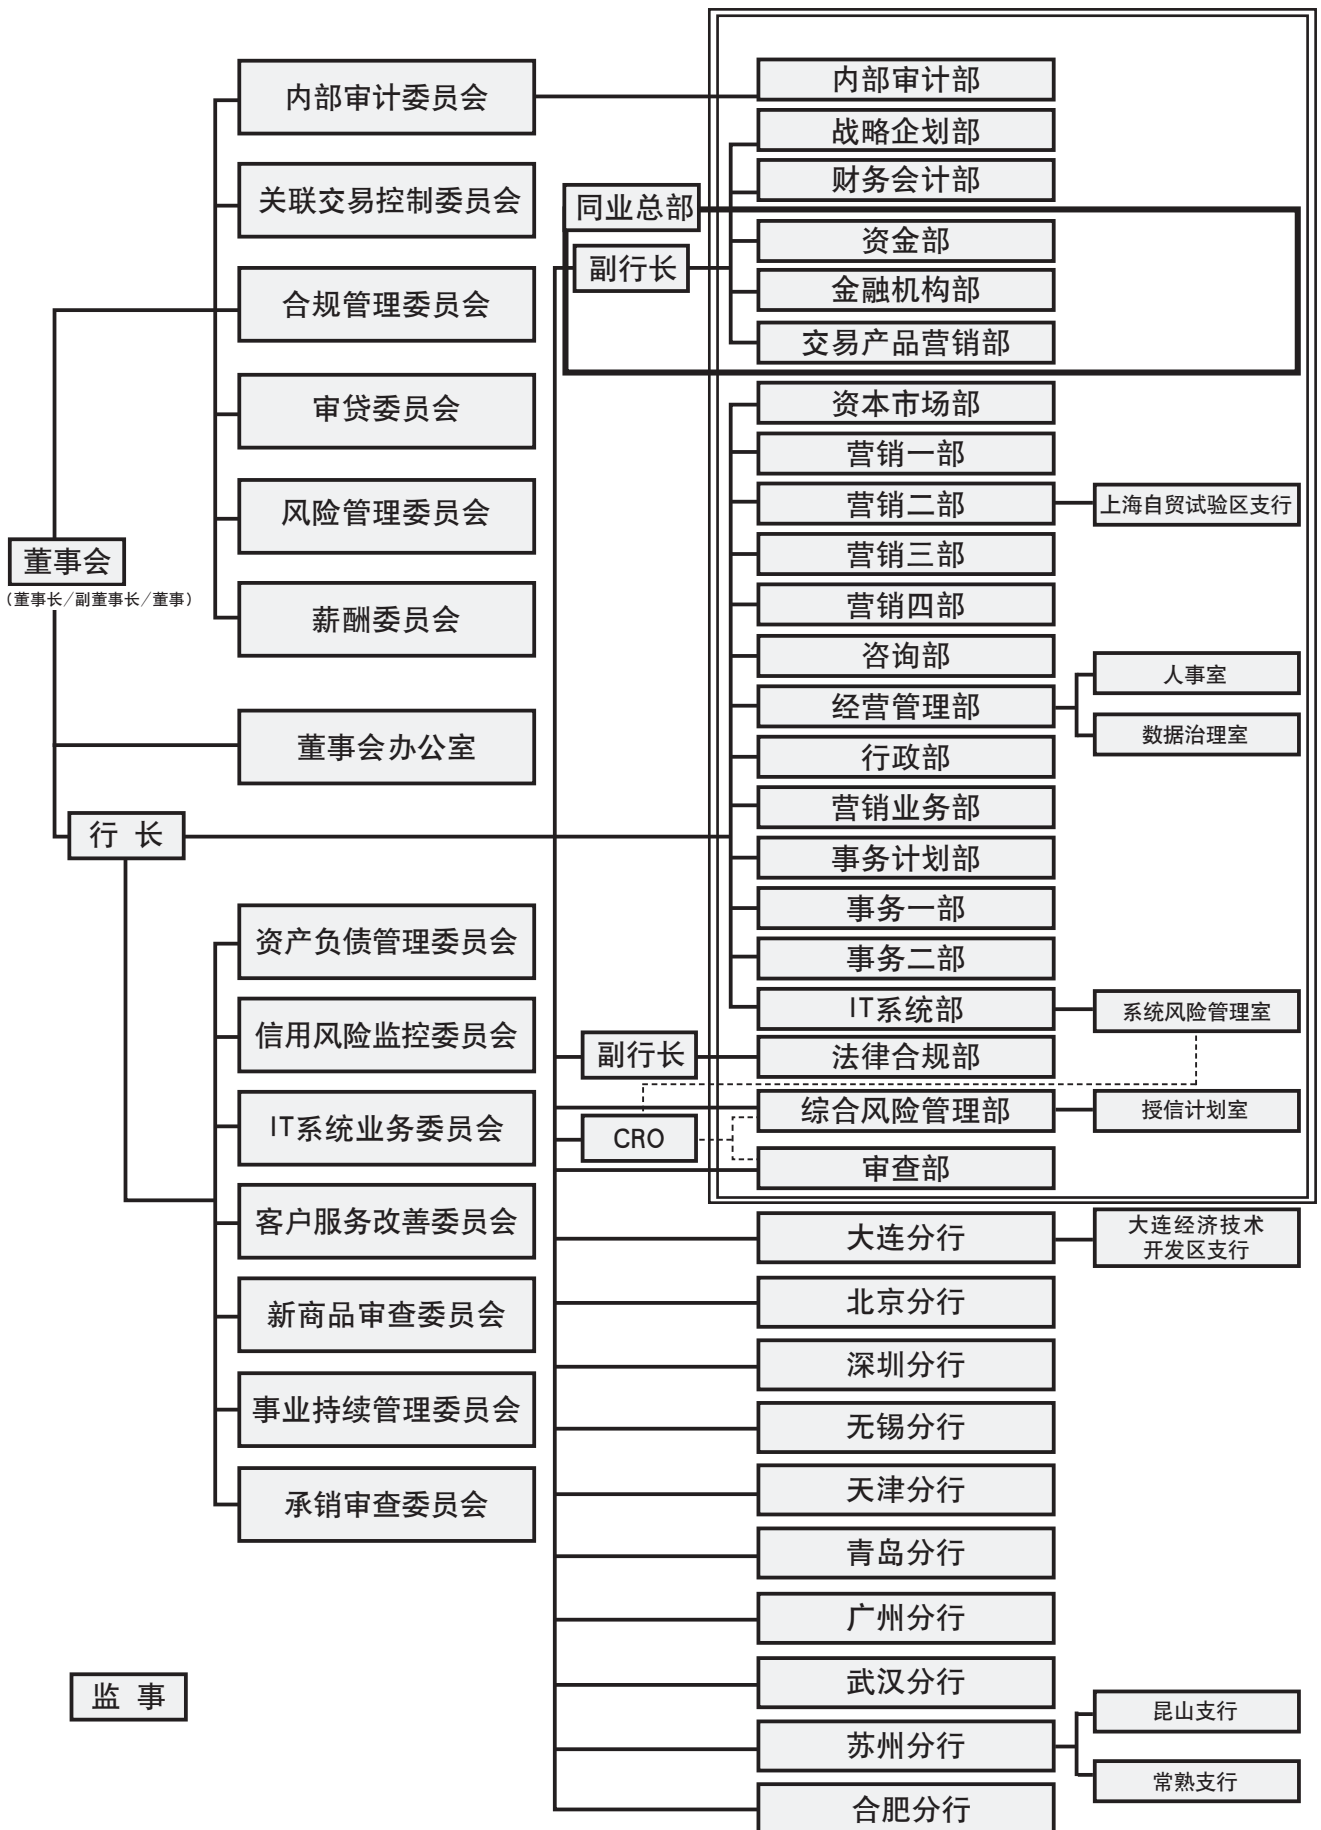 内部审计委员会
关联交易控制委员会
合规管理委员会
审贷委员会
风险管理委员会
董事会
(董事长/副董事长/董事)
薪酬委员会
董事会办公室
行 长
资产负债管理委员会
信用风险监控委员会
IT系统业务委员会
客户服务改善委员会
新商品审查委员会
事业持续管理委员会
承销审查委员会
监 事
同业总部
副行长
副行长
CRO
内部审计部
战略企划部
财务会计部
资金部
金融机构部
交易产品营销部
资本市场部
营销一部
营销二部
上海自贸试验区支行
营销三部
营销四部
咨询部
经营管理部
人事室
数据治理室
行政部
营销业务部
事务计划部
事务一部
事务二部
IT系统部
系统风险管理室
法律合规部
综合风险管理部
授信计划室
审查部
大连分行
大连经济技术
开发区支行
北京分行
深圳分行
无锡分行
天津分行
青岛分行
广州分行
武汉分行
苏州分行
昆山支行
常熟支行
合肥分行